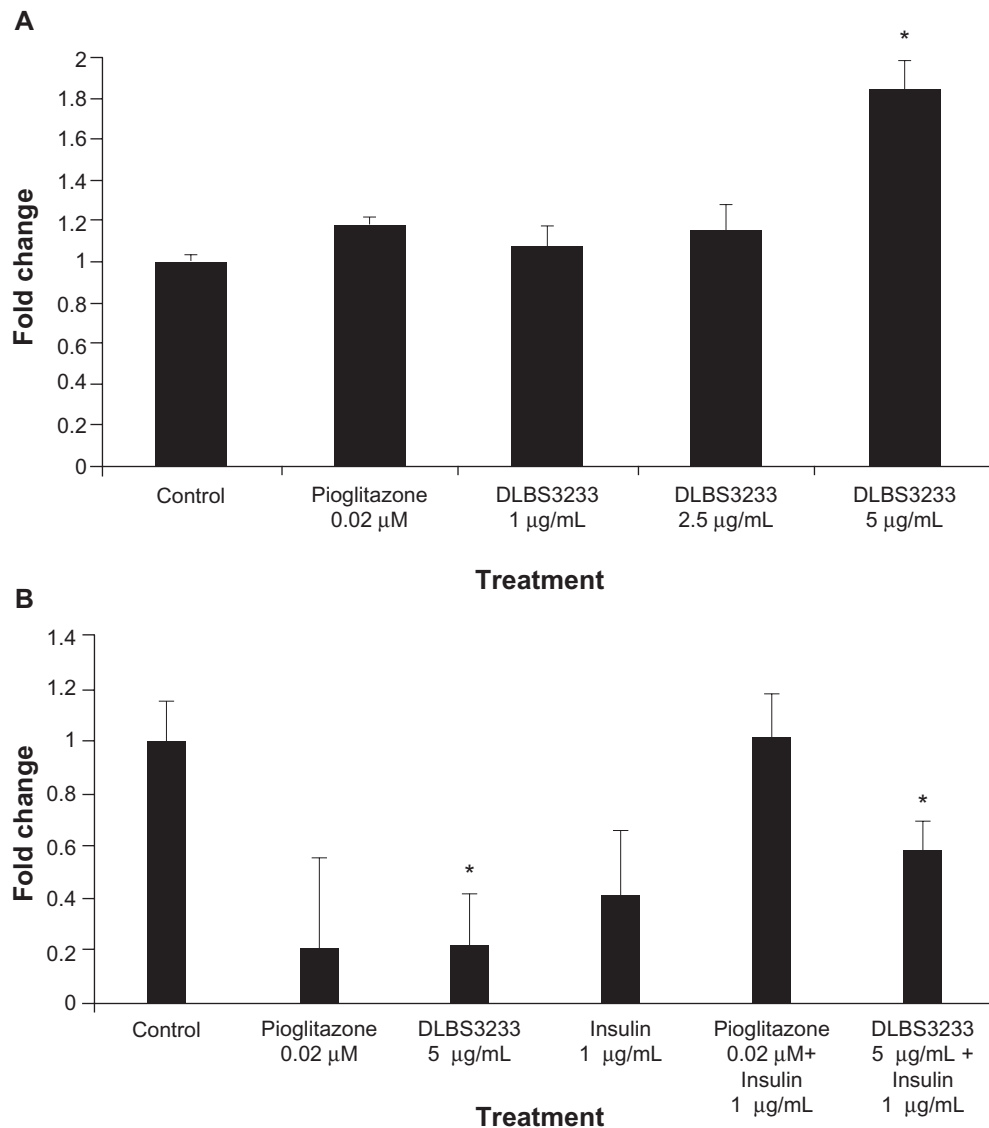 A
*
2
1.8
1.6
1.4
1.2
1
0.8
0.6
0.4
0.2
0
Fold change
Control
Pioglitazone
0.02 μM
DLBS3233
1 μg/mL
DLBS3233
2.5 μg/mL
DLBS3233
5 μg/mL
Treatment
B
1.4
1.2
1
0.8
0.6
0.4
0.2
0
Fold change
*
*
Control
Pioglitazone
0.02 μM
DLBS3233
5 μg/mL
Insulin
1 μg/mL
Pioglitazone
0.02 μM+
Insulin
1 μg/mL
DLBS3233
5 μg/mL +
Insulin
1 μg/mL
Treatment